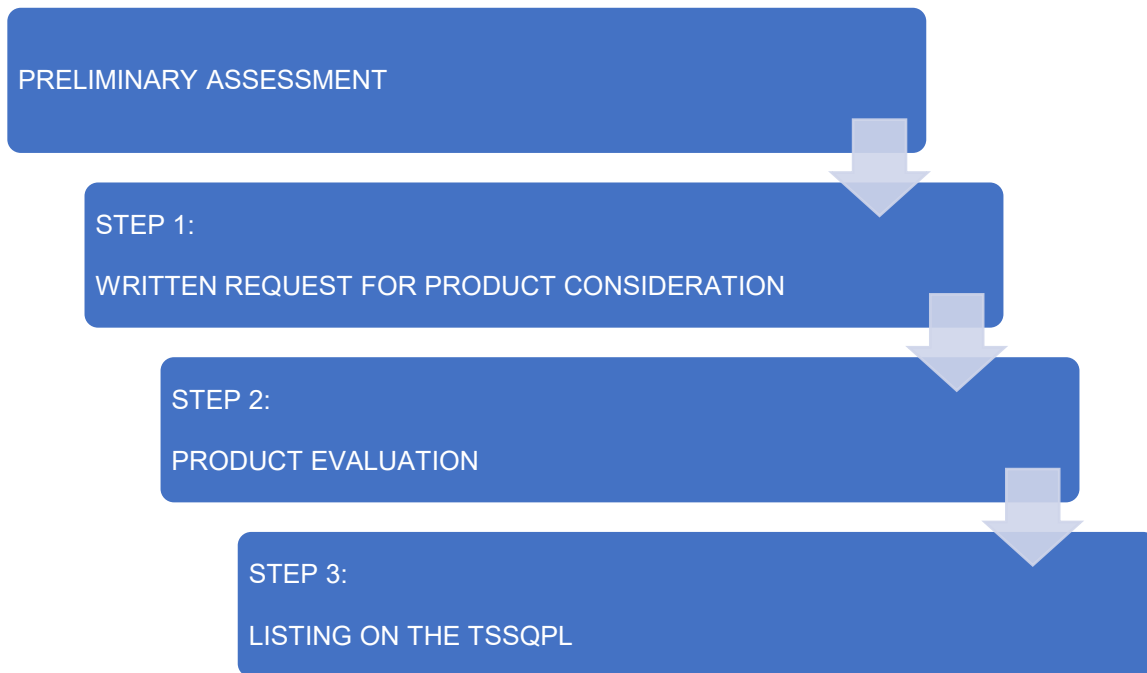 PRELIMINARY ASSESSMENT
STEP 1:
WRITTEN REQUEST FOR PRODUCT CONSIDERATION
STEP 2:
PRODUCT EVALUATION
STEP 3:
LISTING ON THE TSSQPL